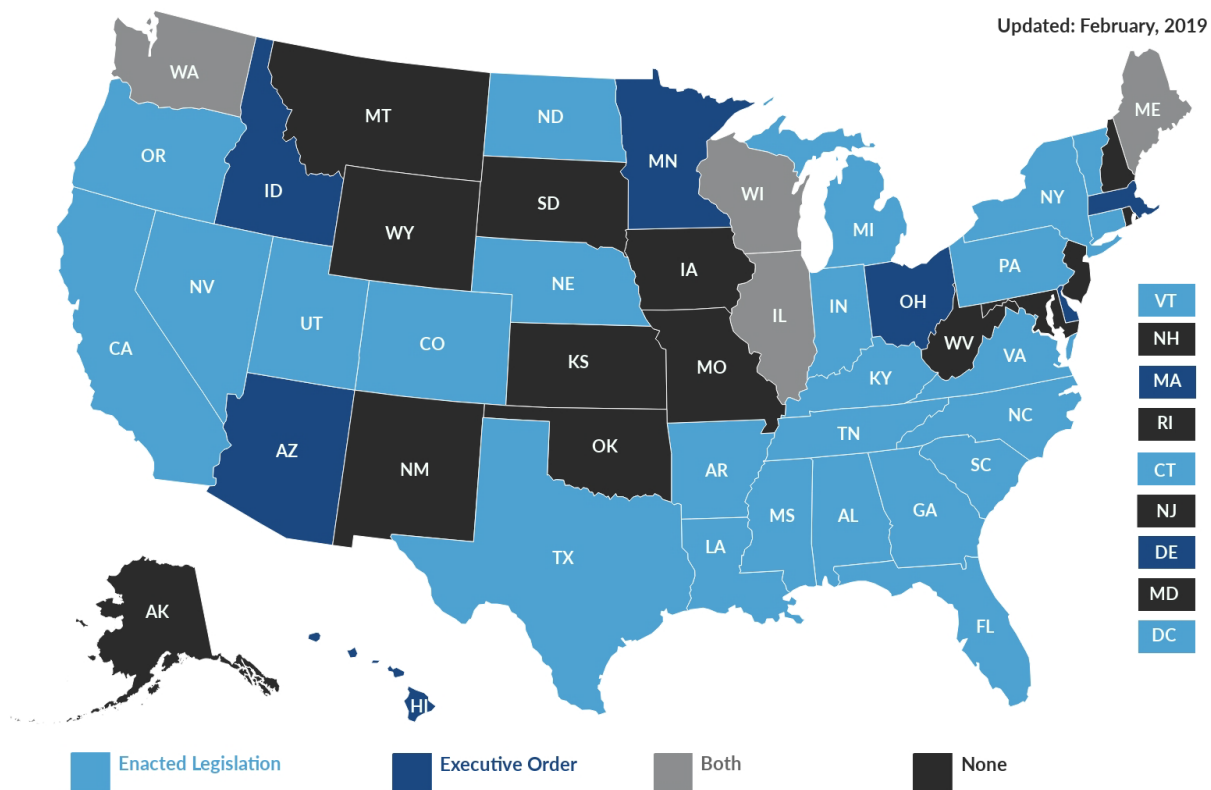 Updated: February, 2019
WA
ME
MT
ND
OR
MN
ID
WI
SD
NY
MI
WY
IA
PA
NE
NV
OH
IN
VT
UT
IL
NH
CO
WV
CA
VA
KS
MO
KY
MA
NC
RI
TN
OK
AZ
SC
CT
NM
AR
GA
NJ
MS
AL
LA
DE
TX
MD
AK
FL
DC
HI
Enacted Legislation
Executive Order
Both
None